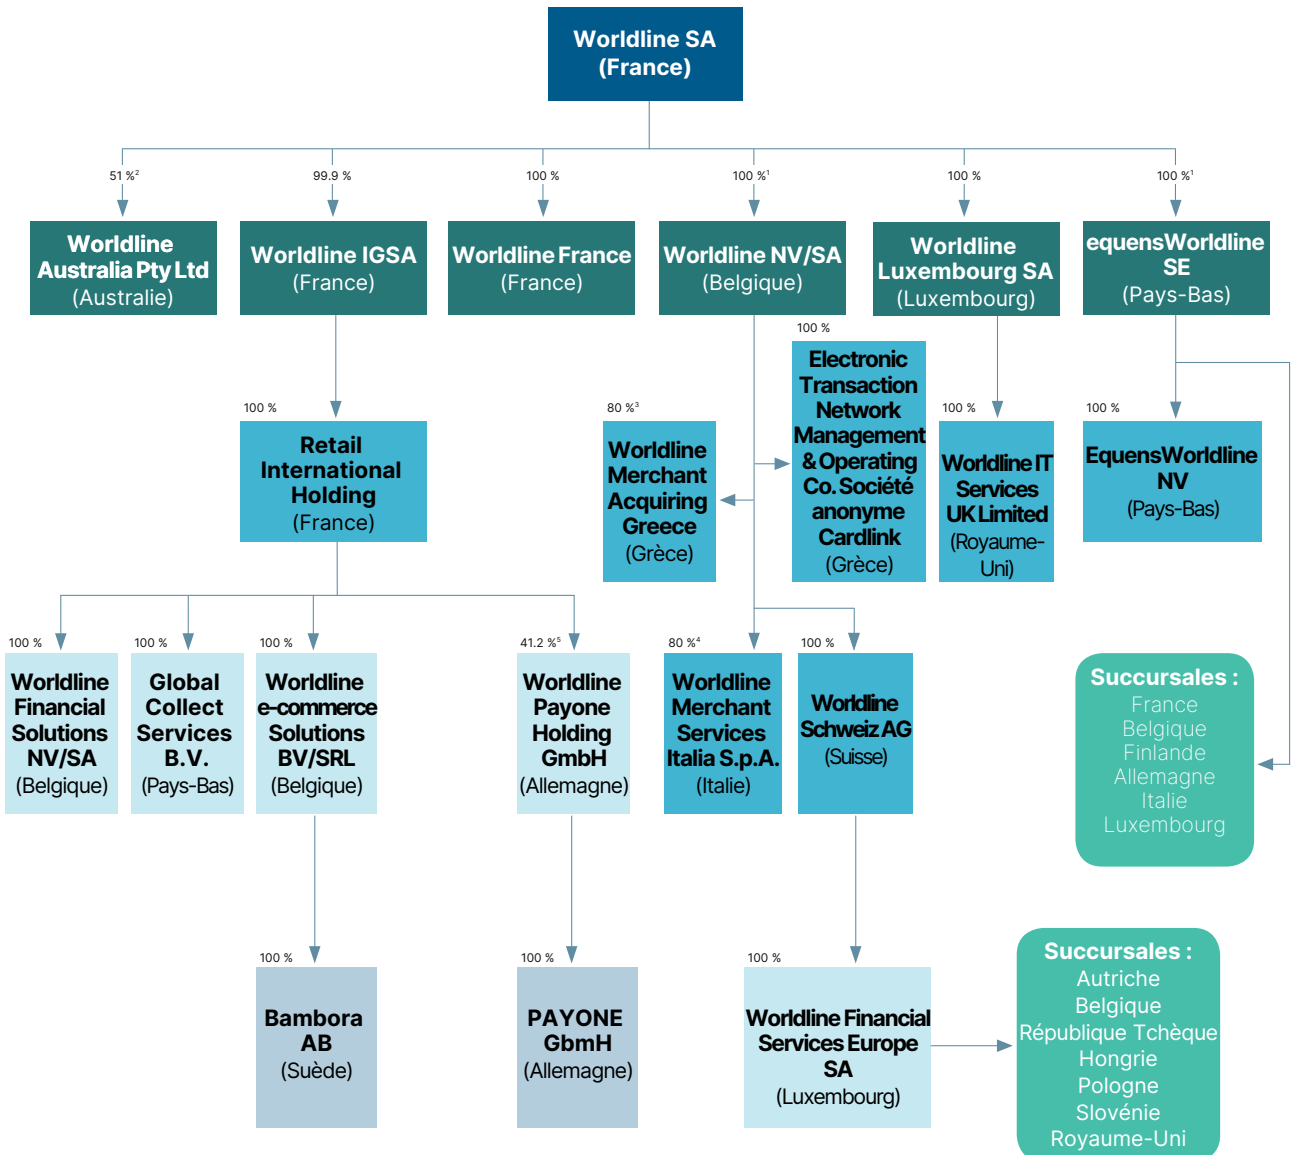 Worldline SA
(France)
51 %²
99.9 %
100 %
100 %¹
100 %
100 %¹
Worldline
Australia Pty Ltd
(Australie)
Worldline IGSA
(France)
Worldline France
(France)
Worldline NV/SA
(Belgique)
Worldline
Luxembourg SA
(Luxembourg)
equensWorldline
SE
(Pays-Bas)
100 %
Retail
International
Holding
(France)
80 %³
Worldline
Merchant
Acquiring
Greece
(Grèce)
100 %
Electronic
Transaction
Network
Management
& Operating
Co. Société
anonyme
Cardlink
(Grèce)
100 %
Worldline IT
Services
UK Limited
(Royaume-
Uni)
100 %
EquensWorldline
NV
(Pays-Bas)
100 %
Worldline
Financial
Solutions
NV/SA
(Belgique)
100 %
Global
Collect
Services
B.V.
(Pays-Bas)
100 %
Worldline
e-commerce
Solutions
BV/SRL
(Belgique)
41.2 %⁵
Worldline
Payone
Holding
GmbH
(Allemagne)
80 %⁴
Worldline
Merchant
Services
Italia S.p.A.
(Italie)
100 %
Worldline
Schweiz AG
(Suisse)
Succursales :
France
Belgique
Finlande
Allemagne
Italie
Luxembourg
100 %
Bambora
AB
(Suède)
100 %
PAYONE
GbmH
(Allemagne)
100 %
Worldline Financial
Services Europe
SA
(Luxembourg)
Succursales :
Autriche
Belgique
République Tchèque
Hongrie
Pologne
Slovénie
Royaume-Uni